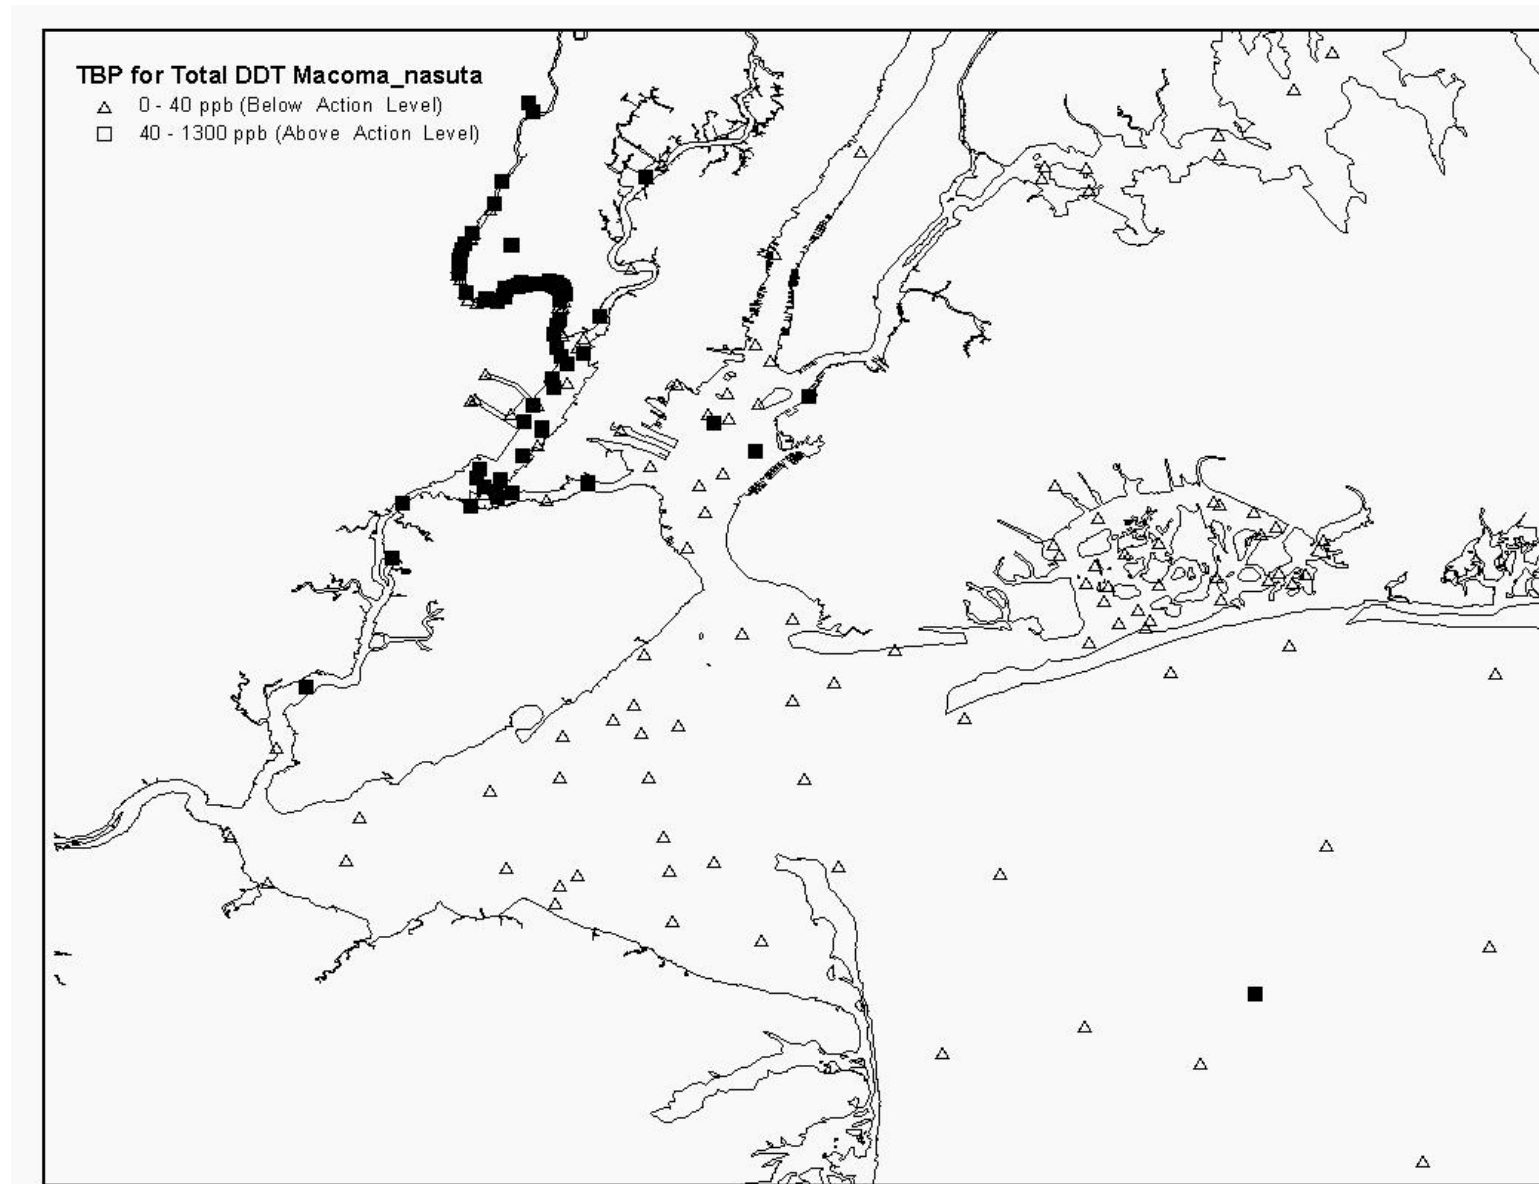 TBP for Total DDT Macoma_nasuta
0 - 40 ppb (Below Action Level)
40 - 1300 ppb (Above Action Level)